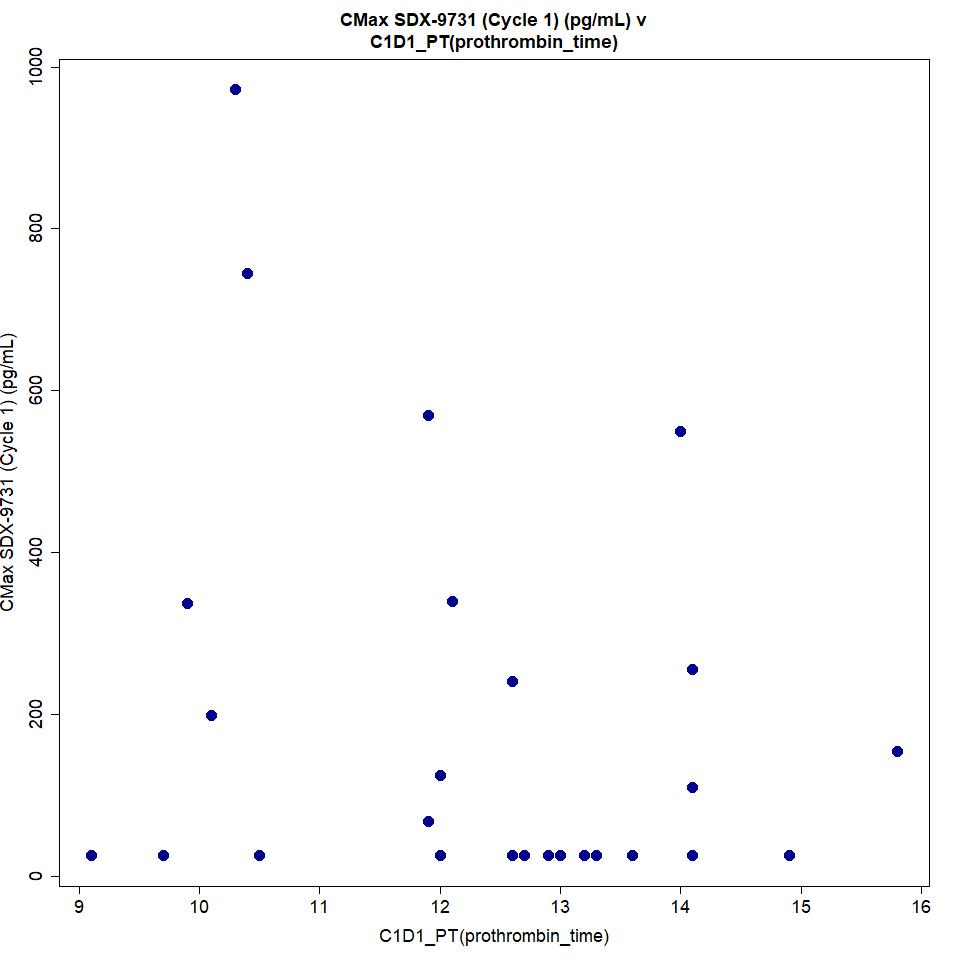 CMax SDX-9731 (Cycle 1) (pg/mL) v
C1D1_PT(prothrombin_time)
CMax SDX-9731 (Cycle 1) (pg/mL)
1000
800
600
400
200
0
9 10 11 12 13 14 15 16
C1D1_PT(prothrombin_time)